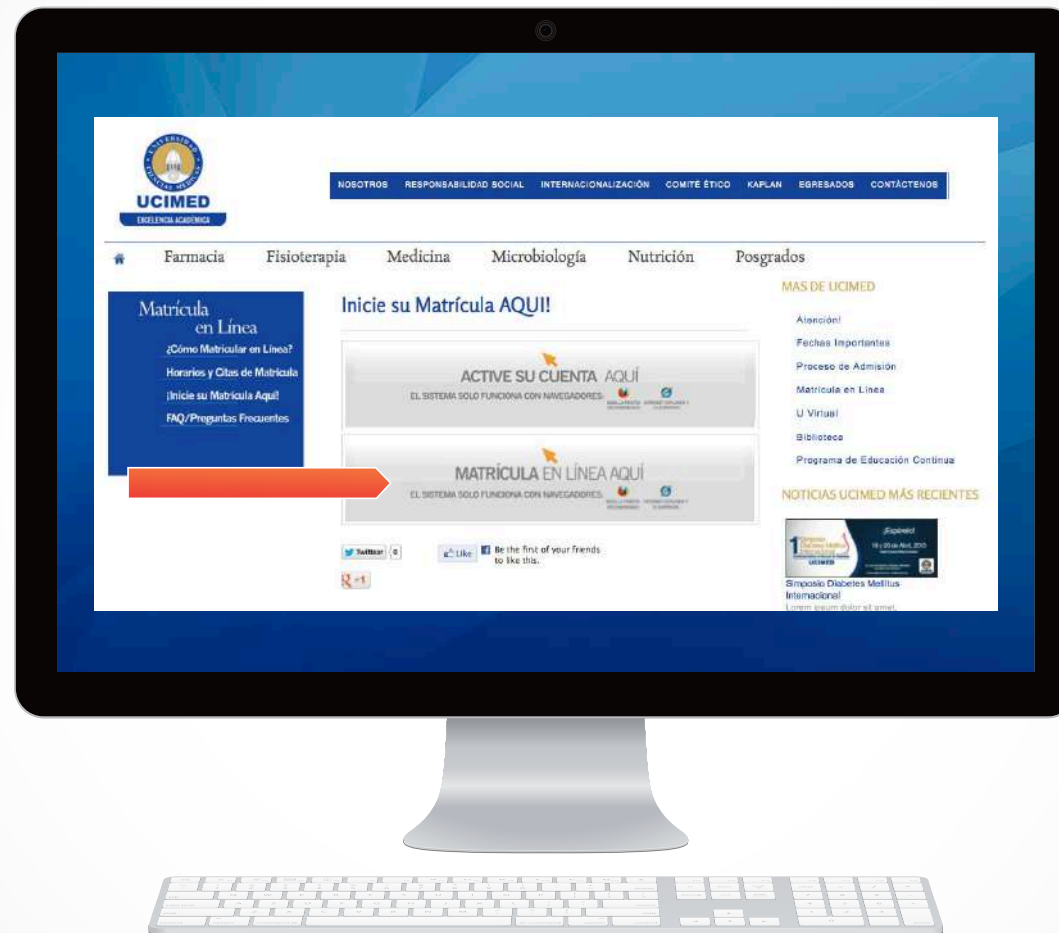 UCIMED
EXCELENCIA ACADÉMICA
NOSOTROS RESPONSABILIDAD SOCIAL INTERNACIONALIZACIÓN COMITÉ ÉTICO KAPLAN EGRESADOS CONTÁCTENOS
Farmacia Fisioterapia Medicina Microbiología Nutrición Posgrados
Matrícula
en Línea
¿Cómo Matricular en Línea?
Horarios y Citas de Matrícula
¡Inicie su Matrícula Aquí!
FAQ/Preguntas Frecuentes
Inicie su Matrícula AQUI!
ACTIVE SU CUENTA AQUÍ
EL SISTEMA SOLO FUNCIONA CON NAVEGADORES:
MATRÍCULA EN LÍNEA AQUÍ
EL SISTEMA SOLO FUNCIONA CON NAVEGADORES:
Twittear 0
Like
Be the first of your friends
to like this.
+1
MAS DE UCIMED
Atención!
Fechas Importantes
Proceso de Admisión
Matrícula en Línea
U Virtual
Biblioteca
Programa de Educación Continua
NOTICIAS UCIMED MÁS RECIENTES
UCIMED
Simposio Diabetes Mellitus
Internacional
Lorem ipsum dolor sit amet,